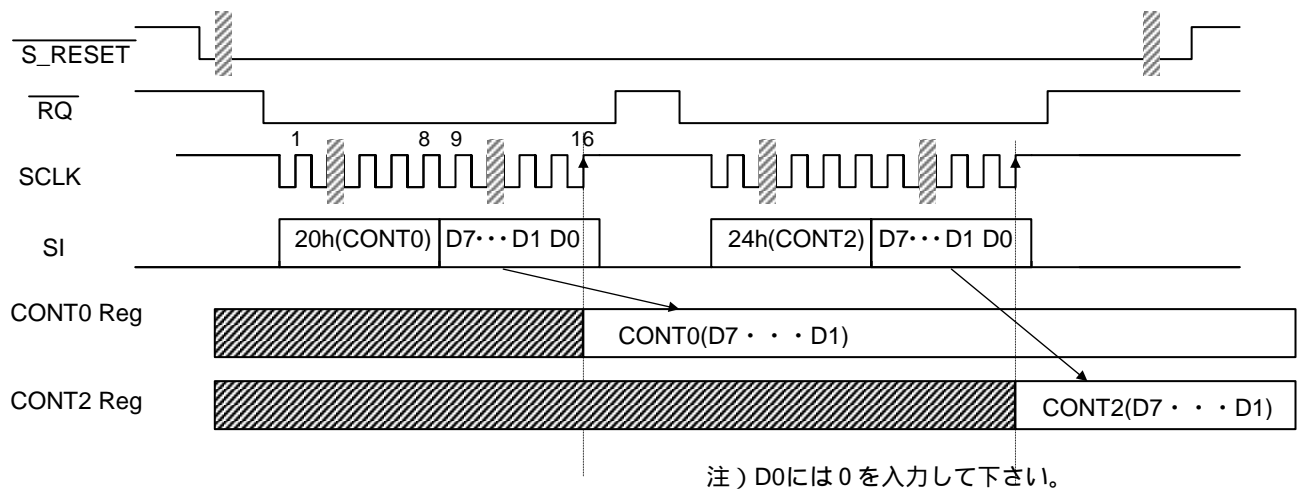 S_RESET
RQ
1 8 9 16
SCLK
SI
20h(CONT0) D7・・・D1 D0 24h(CONT2) D7・・・D1 D0
CONT0 Reg
CONT0(D7・・・D1)
CONT2 Reg
CONT2(D7・・・D1)
注）D0には０を入力して下さい。